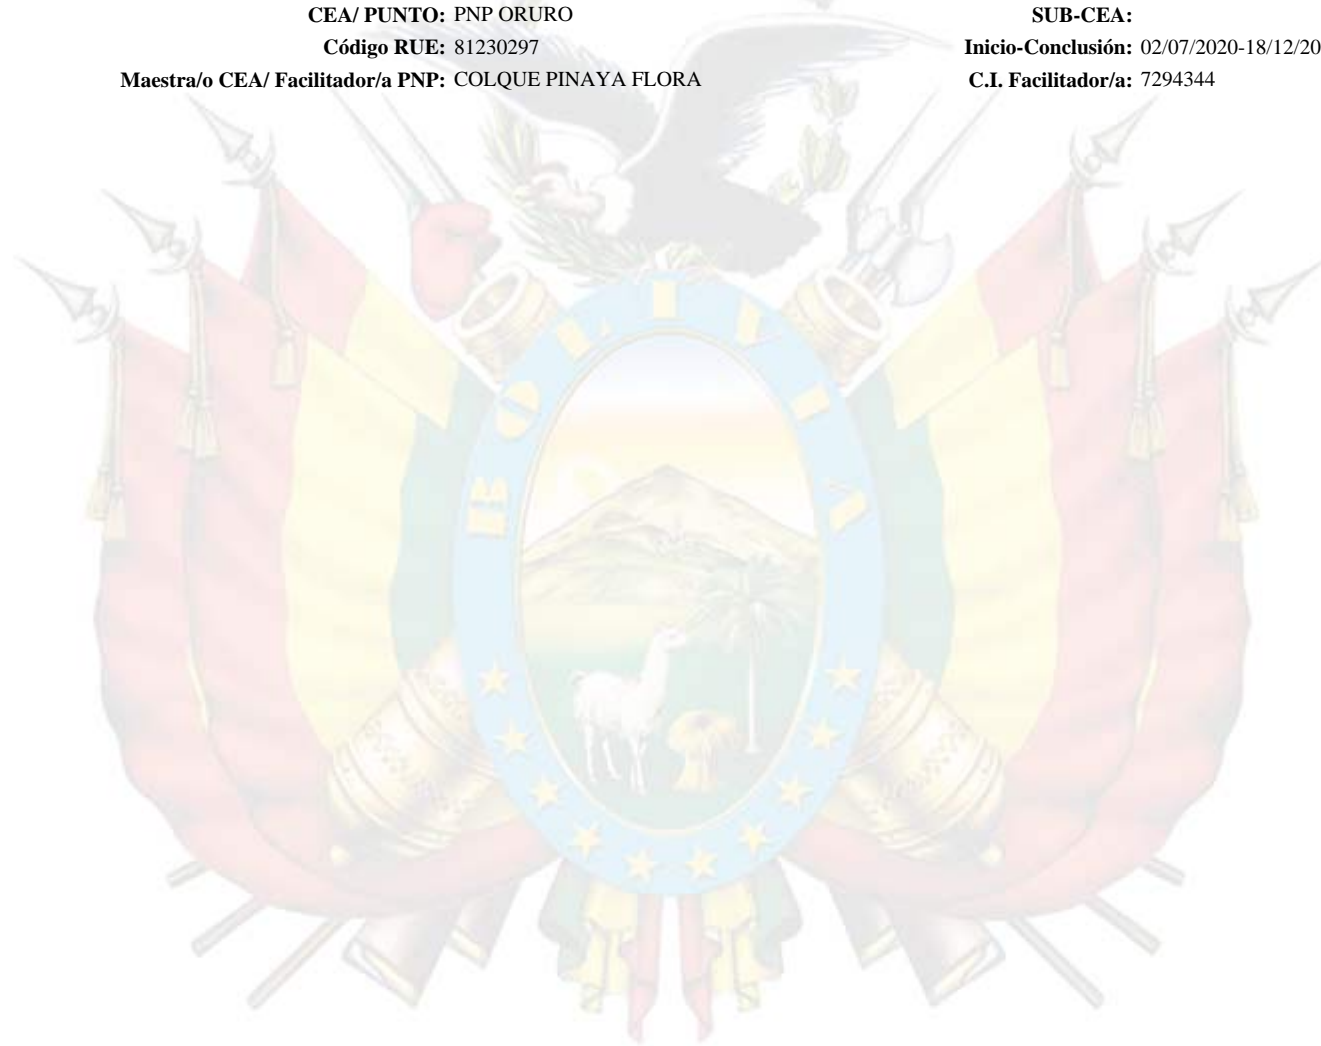 CEA/ PUNTO: PNP ORURO SUB-CEA:
Código RUE: 81230297 Inicio-Conclusión: 02/07/2020-18/12/20
Maestra/o CEA/ Facilitador/a PNP: COLQUE PINAYA FLORA C.I. Facilitador/a: 7294344
BOLIVIA